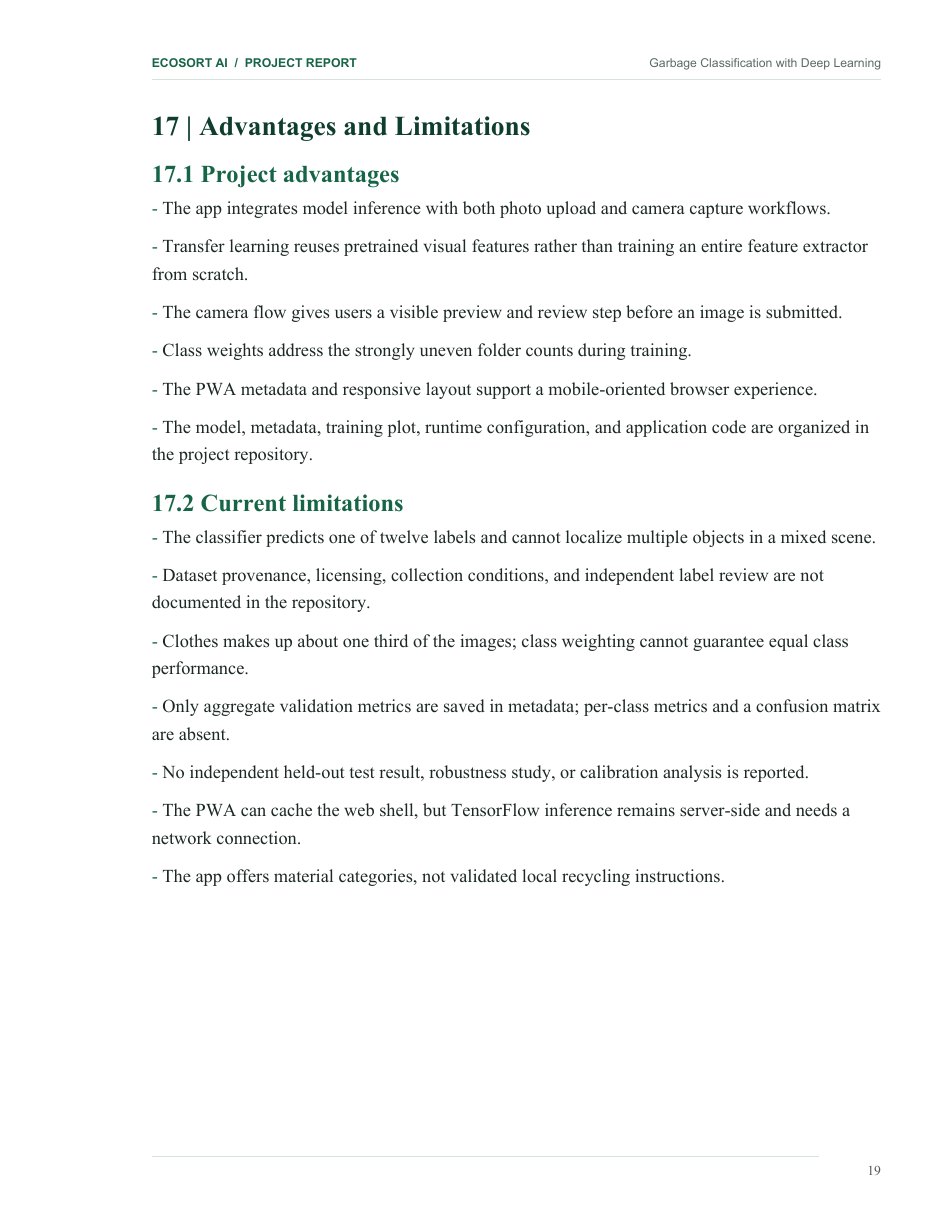 ECOSORT AI / PROJECT REPORT
Garbage Classification with Deep Learning
17 | Advantages and Limitations
17.1 Project advantages
- The app integrates model inference with both photo upload and camera capture workflows.
- Transfer learning reuses pretrained visual features rather than training an entire feature extractor
from scratch.
- The camera flow gives users a visible preview and review step before an image is submitted.
- Class weights address the strongly uneven folder counts during training.
- The PWA metadata and responsive layout support a mobile-oriented browser experience.
- The model, metadata, training plot, runtime configuration, and application code are organized in
the project repository.
17.2 Current limitations
- The classifier predicts one of twelve labels and cannot localize multiple objects in a mixed scene.
- Dataset provenance, licensing, collection conditions, and independent label review are not
documented in the repository.
- Clothes makes up about one third of the images; class weighting cannot guarantee equal class
performance.
- Only aggregate validation metrics are saved in metadata; per-class metrics and a confusion matrix
are absent.
- No independent held-out test result, robustness study, or calibration analysis is reported.
- The PWA can cache the web shell, but TensorFlow inference remains server-side and needs a
network connection.
- The app offers material categories, not validated local recycling instructions.
19